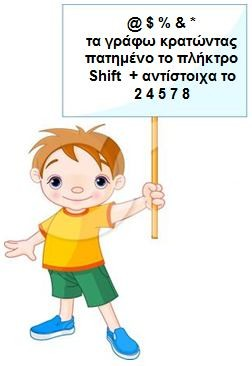 @ $ % & *
τα γράφω κρατώντας
πατημένο το πλήκτρο
Shift + αντίστοιχα το
2 4 5 7 8